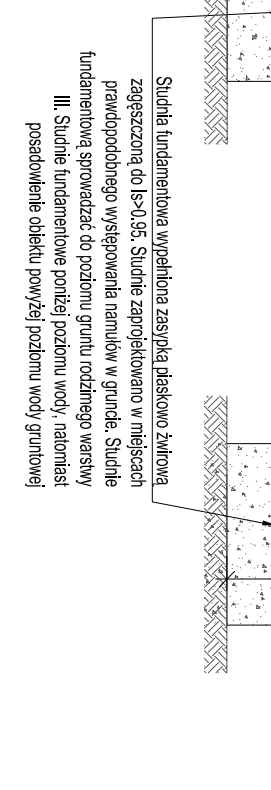 Studnia fundamentowa wypełniona zasypką piaskowo żwirową
zagęszczoną do Is>0.95. Studnie zaprojektowano w miejscach
prawdopodobnego występowania namułów w gruncie. Studnie
fundamentową sprowadzać do poziomu gruntu rodzimego warstwy
III. Studnie fundamentowe poniżej poziomu wody, natomiast
posadowienie obiektu powyżej poziomu wody gruntowej